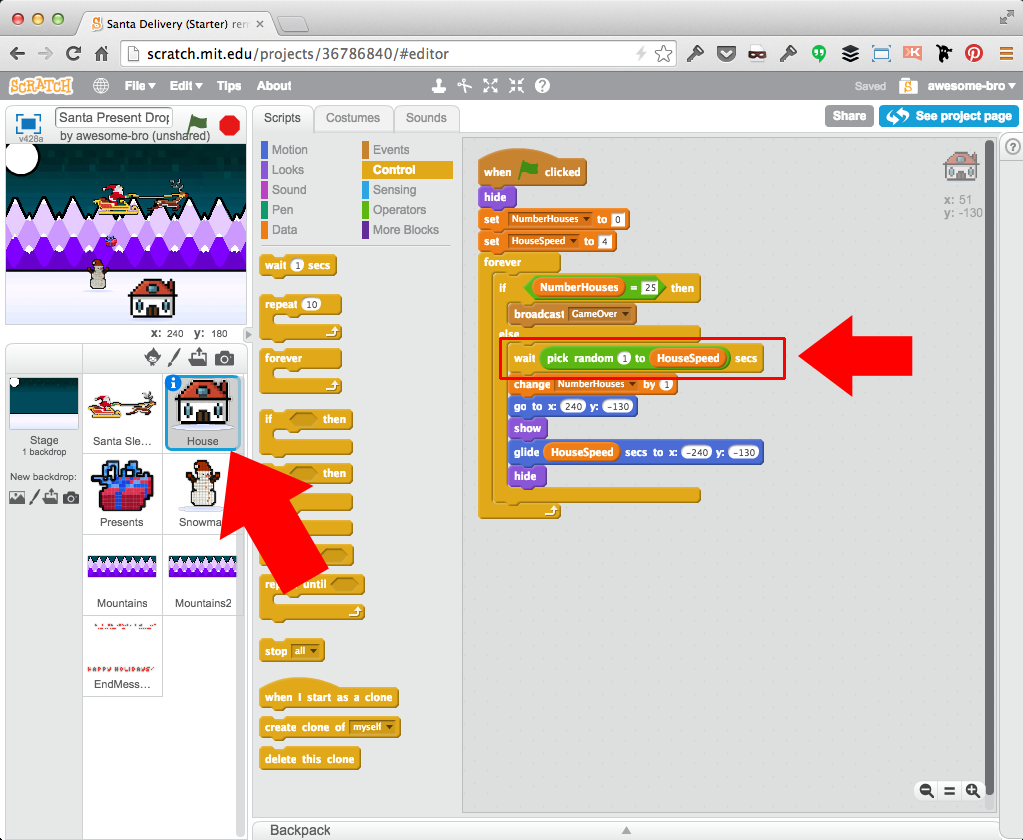 Santa Delivery (Starter) rem
scratch.mit.edu/projects/36786840/#editor
SCRATCH
File Edit Tips About
Saved
awesome-bro
v428a
Santa Present Drop
by awesome-bro (unshared)
Scripts Costumes Sounds
Share
See project page
Motion Events
Looks Control
Sound Sensing
Pen Operators
Data More Blocks
wait 1 secs
repeat 10
forever
if then
if then
repeat until
stop all
when I start as a clone
create clone of myself
delete this clone
when clicked
hide
set NumberHouses to 0
set HouseSpeed to 4
forever
if NumberHouses = 25 then
broadcast GameOver
else
wait pick random 1 to HouseSpeed secs
change NumberHouses by 1
go to x: 240 y: -130
show
glide HouseSpeed secs to x: -240 y: -130
hide
x: 51
y: -130
x: 240 y: 180
Stage
1 backdrop
New backdrop:
Santa Sle...
House
Presents
Snowma
Mountains
Mountains2
HAPPY HOLIDAYS!
EndMess...
Backpack